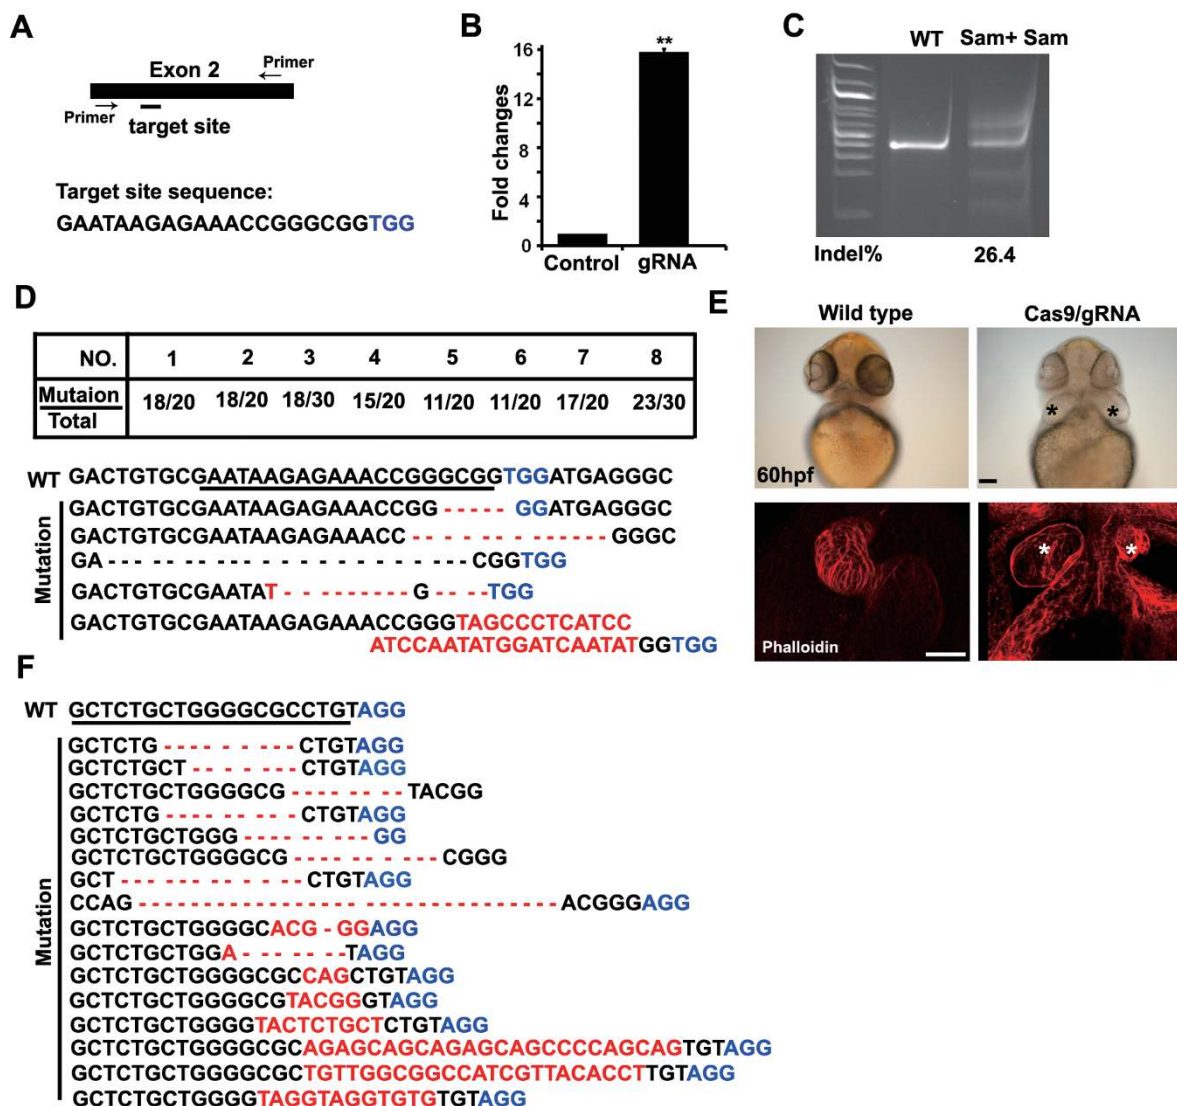 A
Exon 2
Primer
Primer
target site
Target site sequence:
GAATAAGAGAAACCGGGCGGTGG
B
Fold changes
16
12
8
4
0
**
Control
gRNA
C
WT Sam+ Sam
Indel% 26.4
D
NO. 1 2 3 4 5 6 7 8
Mutaion
Total
18/20 18/20 18/30 15/20 11/20 11/20 17/20 23/30
WT GACTGTGCGAATAAGAGAAACCGGGCGGTGGATGAGGGC
Mutation
GACTGTGCGAATAAGAGAAACCGG - - - - - GGATGAGGGC
GACTGTGCGAATAAGAGAAACC - - - - - - - - - - - - - GGGC
GA - - - - - - - - - - - - - - - - - - - - - - - CGGTGG
GACTGTGCGAATAT - - - - - - - - - G - - - - TGG
GACTGTGCGAATAAGAGAAACCGGGTAGCCCTCATCC
ATCCAATATGGATCAATATGGTGG
E
Wild type
Cas9/gRNA
60hpf
*
*
Phalloidin
*
*
F
WT GCTCTGCTGGGGCGCCTGTAGG
Mutation
GCTCTG - - - - - - - - - CTGTAGG
GCTCTGCT - - - - - - - CTGTAGG
GCTCTGCTGGGGCG - - - - - - - - TACGG
GCTCTG - - - - - - - - - CTGTAGG
GCTCTGCTGGG - - - - - - - - - GG
GCTCTGCTGGGGCG - - - - - - - - - - CGGG
GCT - - - - - - - - - - - - CTGTAGG
CCAG - - - - - - - - - - - - - - - - - - - - - - - - - - - - ACGGGAGG
GCTCTGCTGGGGCACG - GGAGG
GCTCTGCTGGA - - - - - - - TAGG
GCTCTGCTGGGGCGCCAGCTGTAGG
GCTCTGCTGGGGCGTACGGGTAGG
GCTCTGCTGGGGTACTCTGCTCTGTAGG
GCTCTGCTGGGGCGCAGAGCAGCAGAGCAGCCCCAGCAGTGTAGG
GCTCTGCTGGGGCGCTGTTGGCGGCCATCGTTACACCTTGTAGG
GCTCTGCTGGGGTAGGTAGGTGTGTGTAGG